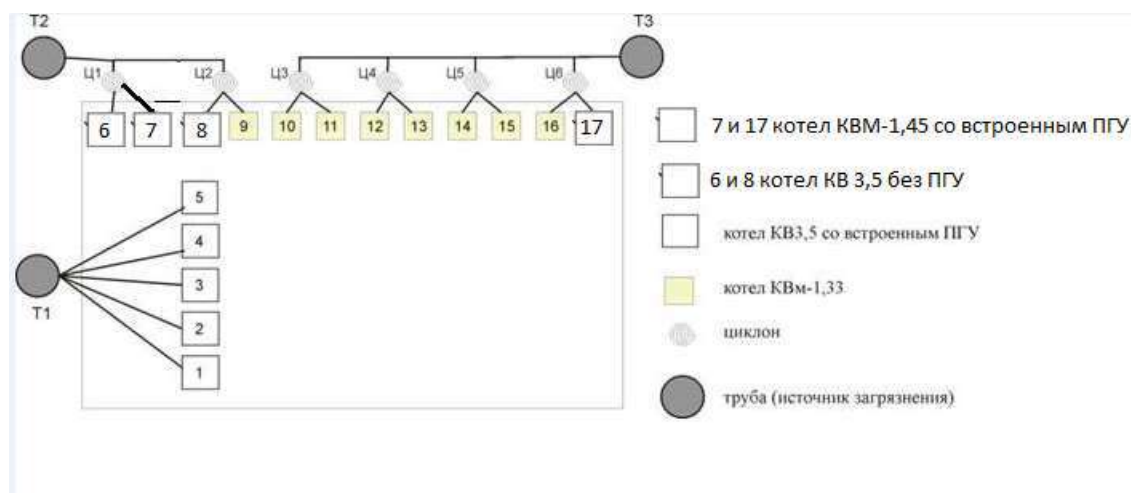 Т2
Т3
Ц1
Ц2
Ц3
Ц4
Ц5
Ц6
6
7
8
9
10
11
12
13
14
15
16
17
7 и 17 котел КВМ-1,45 со встроенным ПГУ
6 и 8 котел КВ 3,5 без ПГУ
5
4
3
2
1
Т1
котел КВ3,5 со встроенным ПГУ
котел КВм-1,33
циклон
труба (источник загрязнения)